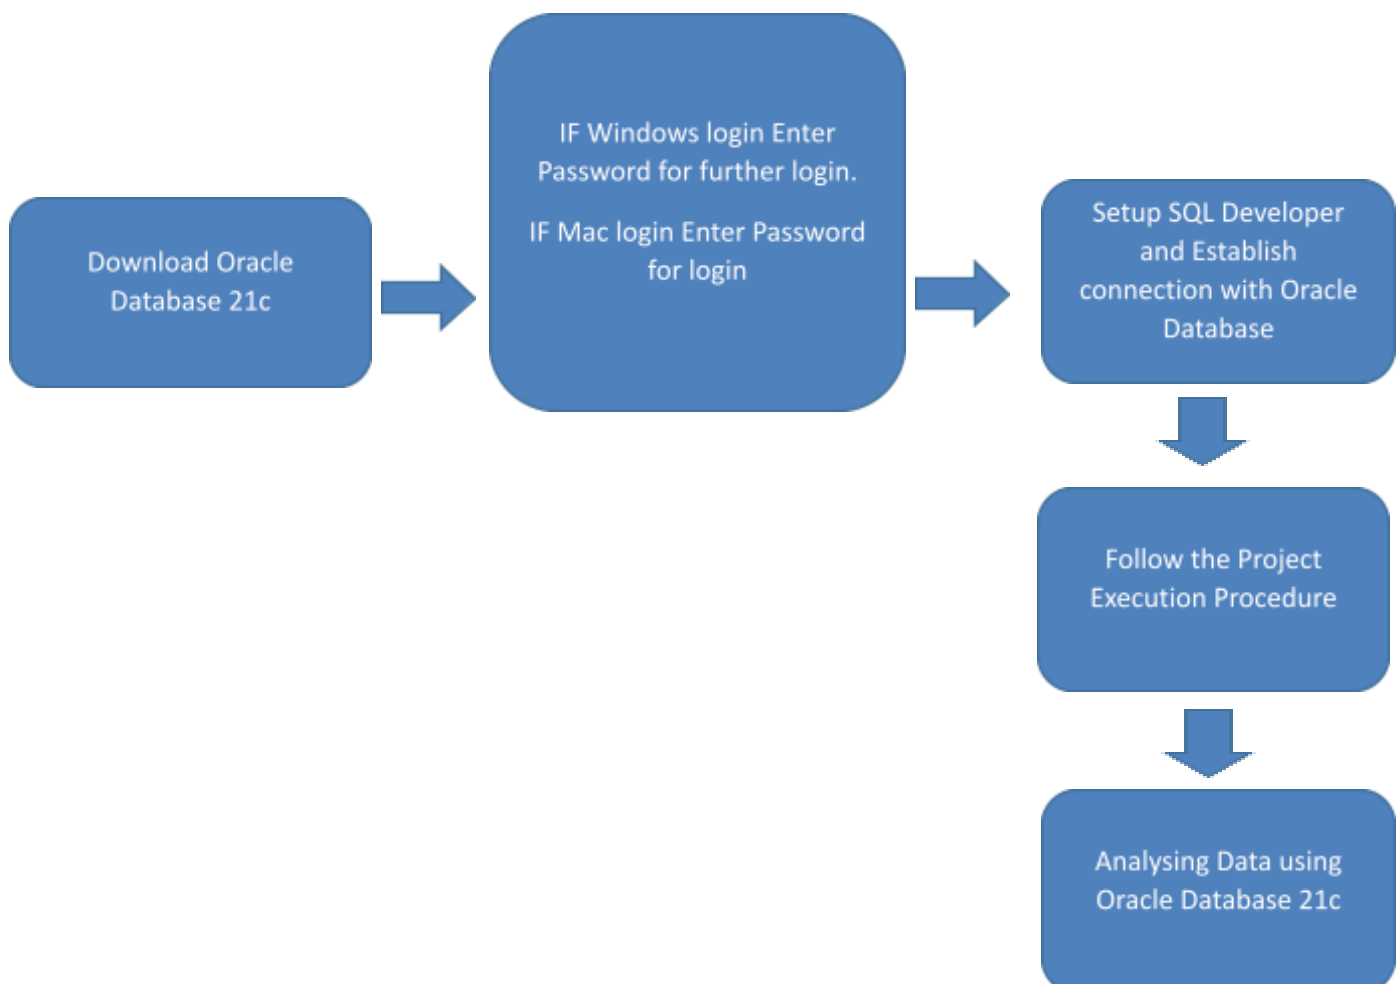 Download Oracle
Database 21c
IF Windows login Enter
Password for further login.
IF Mac login Enter Password
for login
Setup SQL Developer
and Establish
connection with Oracle
Database
Follow the Project
Execution Procedure
Analysing Data using
Oracle Database 21c